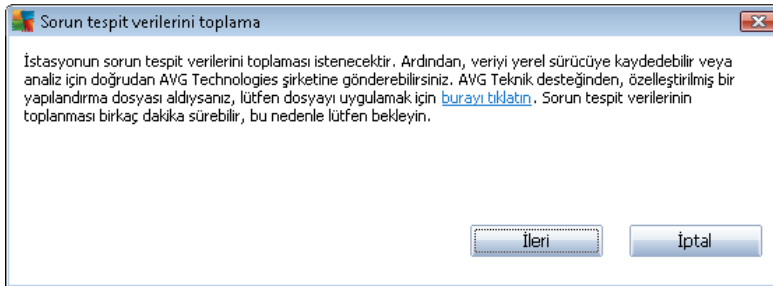 Sorun tespit verilerini toplama
İstasyonun sorun tespit verilerini toplaması istenecektir. Ardından, veriyi yerel sürücüye kaydedebilir veya
analiz için doğrudan AVG Technologies şirketine gönderebilirsiniz. AVG Teknik desteğinden, özelleştirilmiş bir
yapılandırma dosyası aldıysanız, lütfen dosyayı uygulamak için burayı tıklatın. Sorun tespit verilerinin
toplanması birkaç dakika sürebilir, bu nedenle lütfen bekleyin.
İleri
İptal